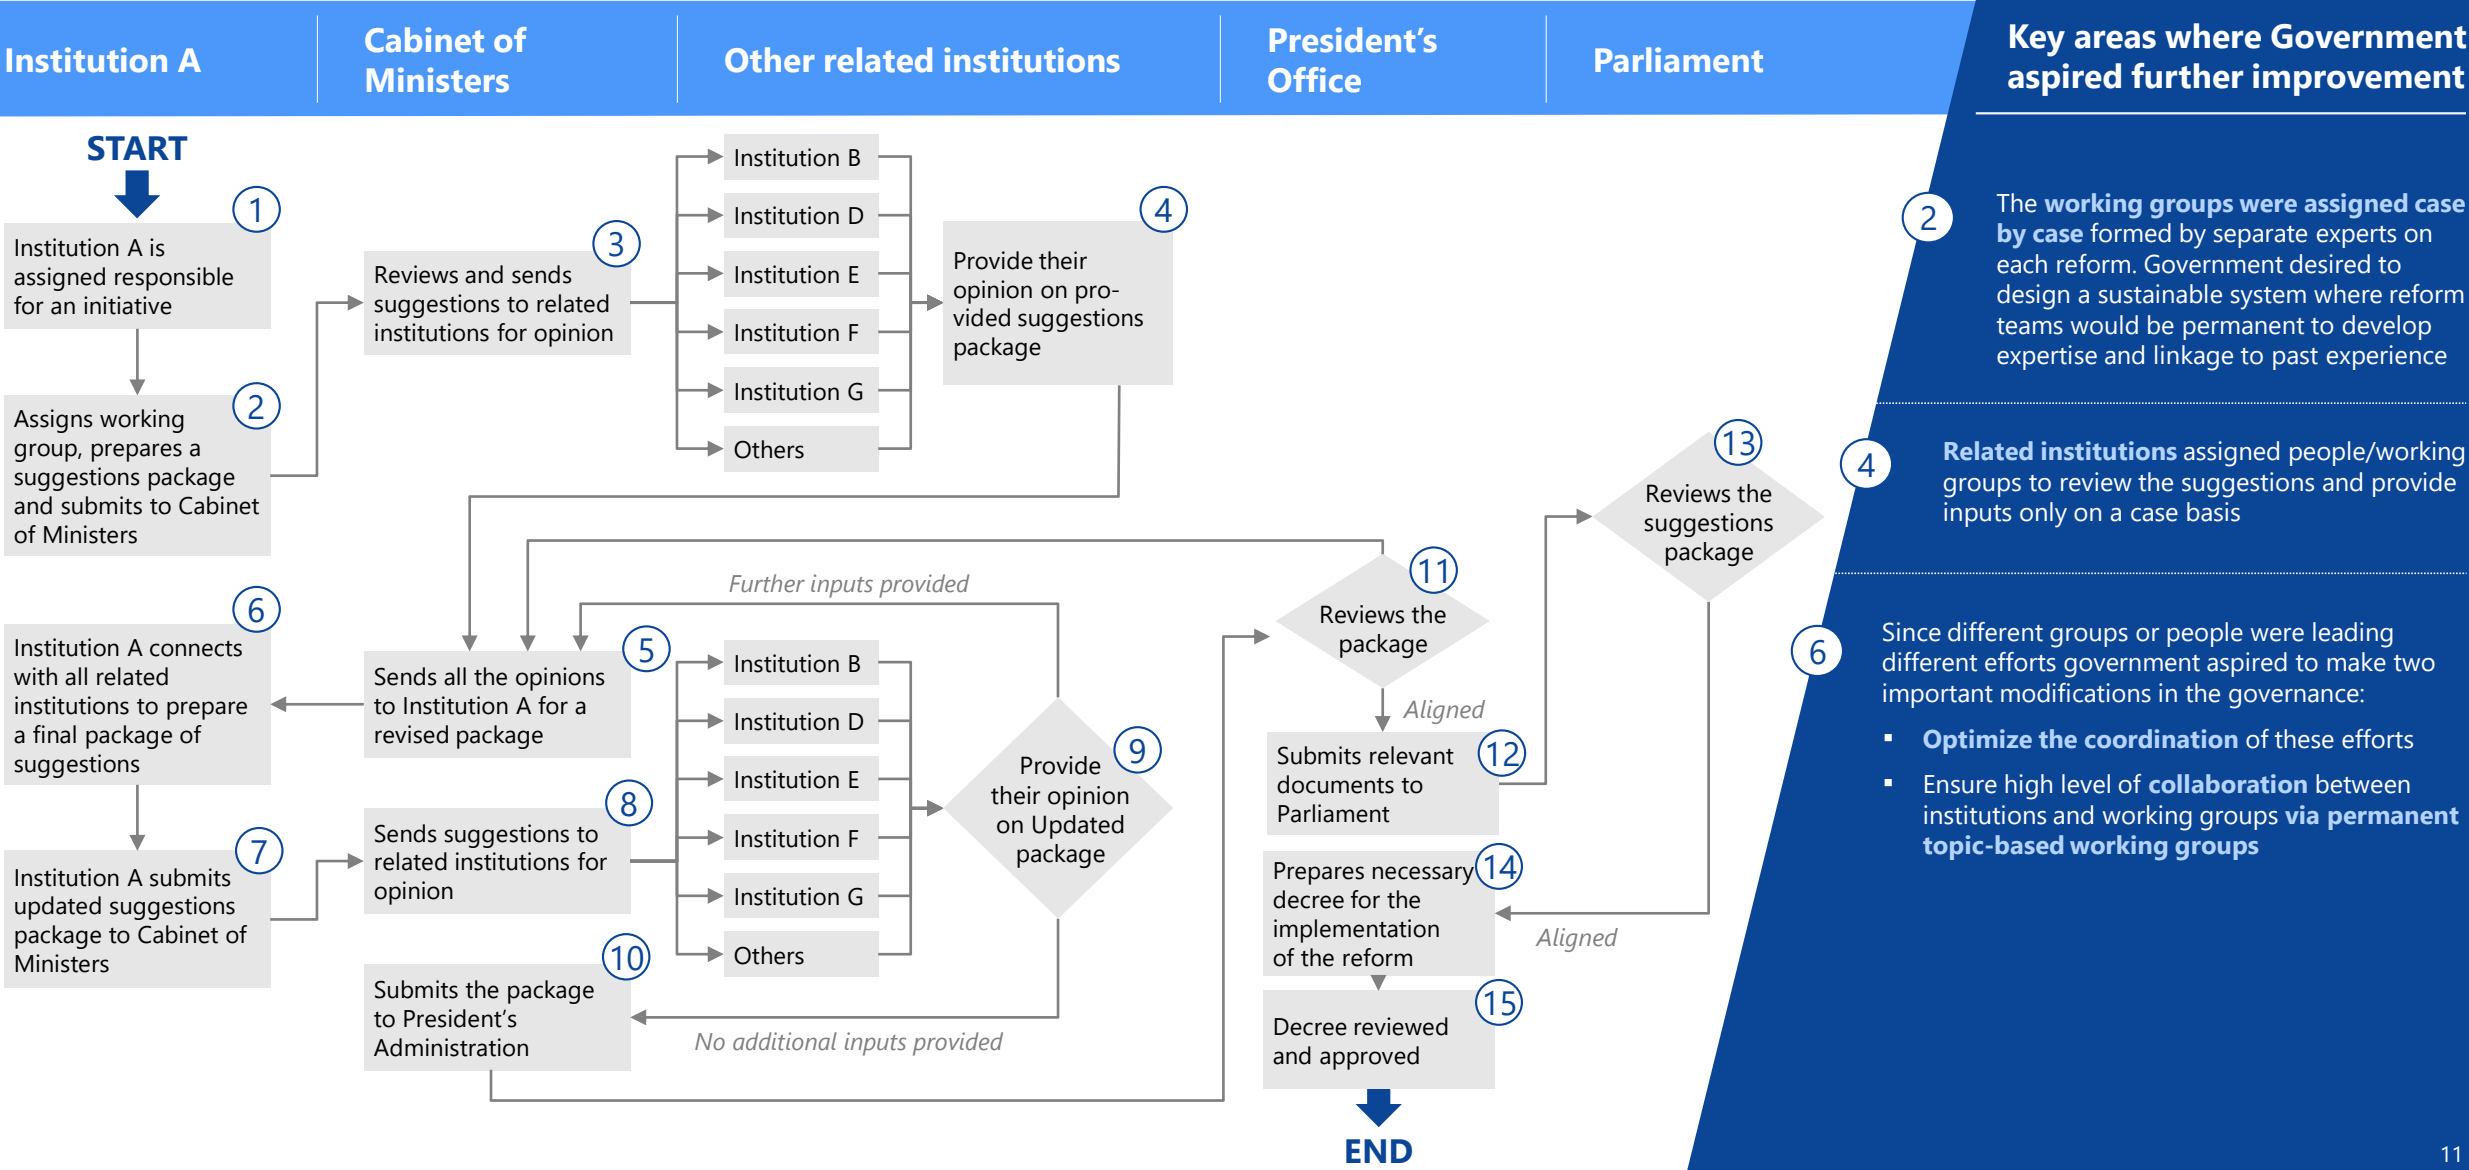 Institution A
Cabinet of
Ministers
Other related institutions
President’s
Office
Parliament
Key areas where Government
aspired further improvement
START
1
Institution A is
assigned responsible
for an initiative
2
Assigns working
group, prepares a
suggestions package
and submits to Cabinet
of Ministers
3
Reviews and sends
suggestions to related
institutions for opinion
Institution B
Institution D
Institution E
Institution F
Institution G
Others
4
Provide their
opinion on pro-
vided suggestions
package
5
Sends all the opinions
to Institution A for a
revised package
6
Institution A connects
with all related
institutions to prepare
a final package of
suggestions
7
Institution A submits
updated suggestions
package to Cabinet of
Ministers
8
Sends suggestions to
related institutions for
opinion
Institution B
Institution D
Institution E
Institution F
Institution G
Others
9
Provide
their opinion
on Updated
package
Further inputs provided
No additional inputs provided
10
Submits the package
to President’s
Administration
11
Reviews the
package
Aligned
12
Submits relevant
documents to
Parliament
13
Reviews the
suggestions
package
Aligned
14
Prepares necessary
decree for the
implementation
of the reform
15
Decree reviewed
and approved
END
2
The working groups were assigned case
by case formed by separate experts on
each reform. Government desired to
design a sustainable system where reform
teams would be permanent to develop
expertise and linkage to past experience
4
Related institutions assigned people/working
groups to review the suggestions and provide
inputs only on a case basis
6
Since different groups or people were leading
different efforts government aspired to make two
important modifications in the governance:
▪ Optimize the coordination of these efforts
▪ Ensure high level of collaboration between
institutions and working groups via permanent
topic-based working groups
11